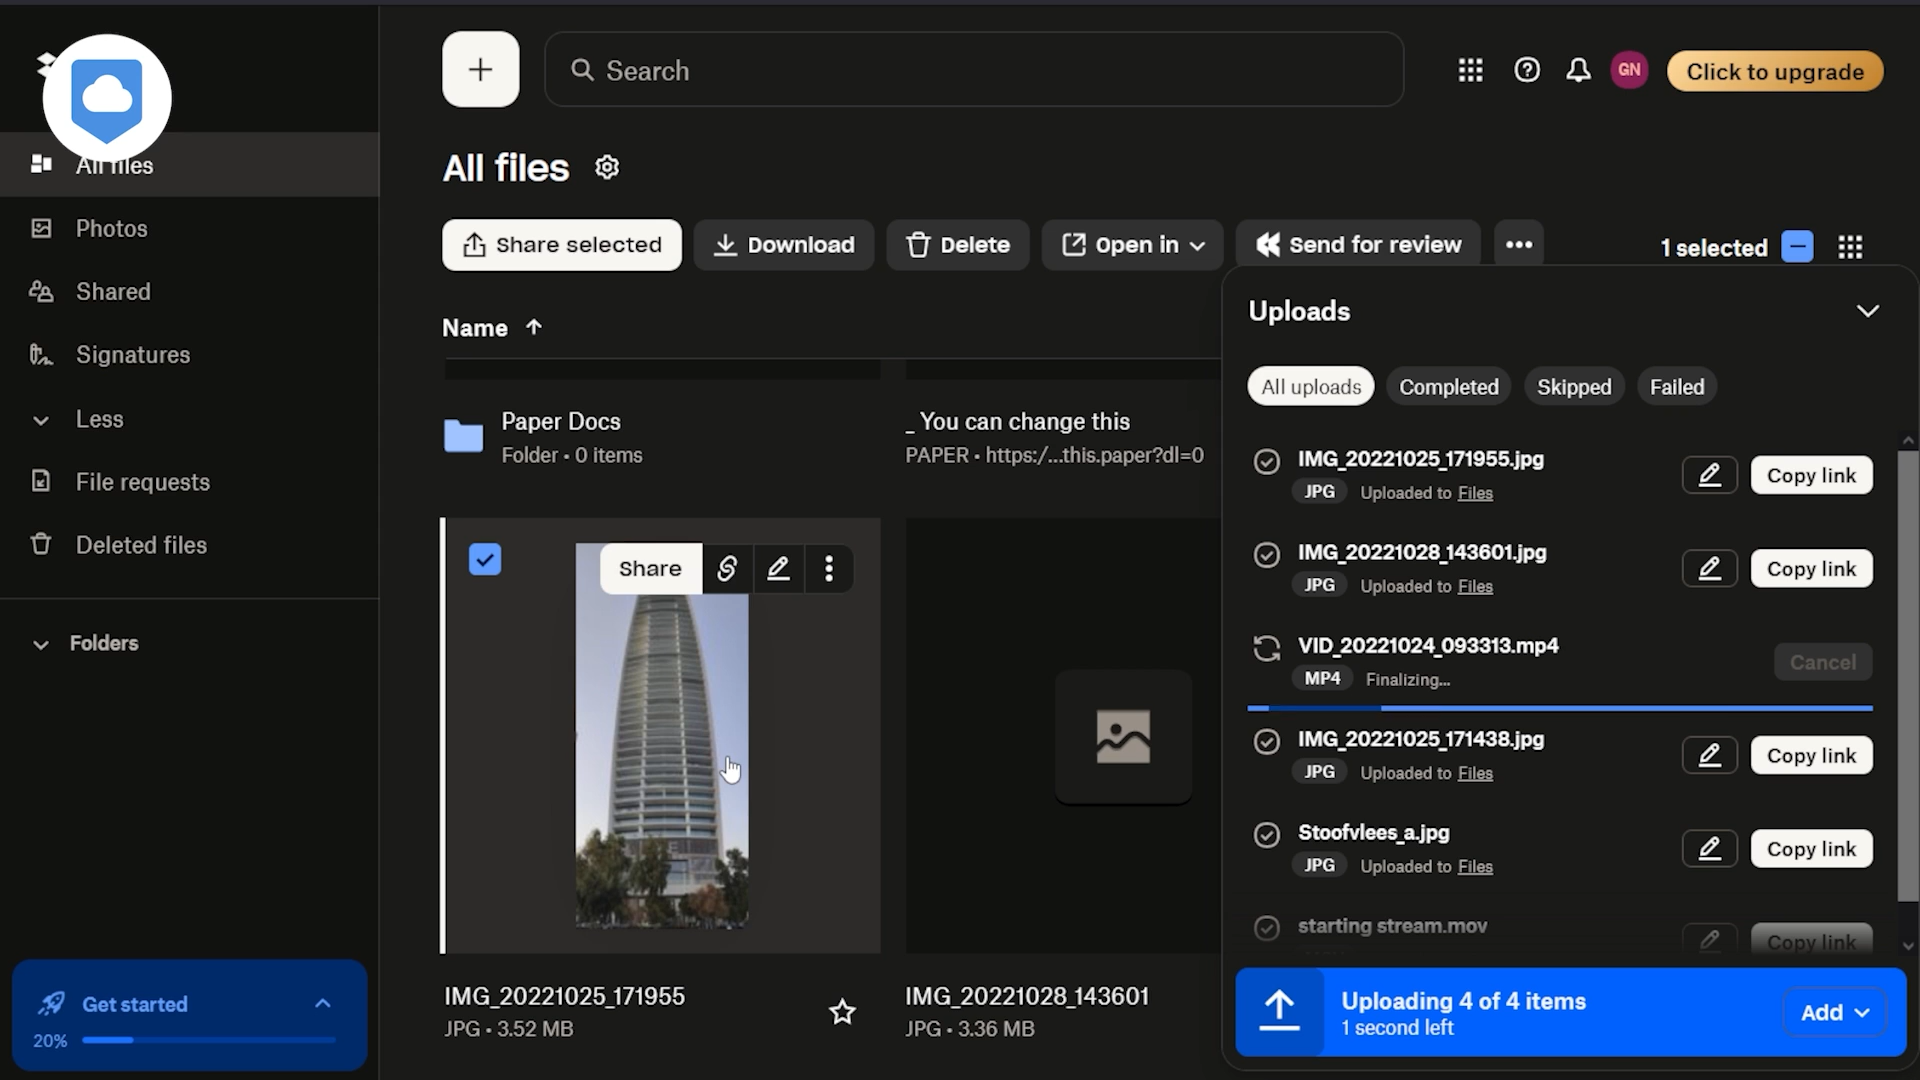 Search
GN
Click to upgrade
All files
Photos
Shared
Signatures
Less
File requests
Deleted files
Folders
Get started
20%
All files
Share selected
Download
Delete
Open in
Send for review
1 selected
Name
Paper Docs
Folder • 0 items
_ You can change this
PAPER • https:/...this.paper?dl=0
Share
IMG_20221025_171955
JPG • 3.52 MB
IMG_20221028_143601
JPG • 3.36 MB
Uploads
All uploads
Completed
Skipped
Failed
IMG_20221025_171955.jpg
JPG Uploaded to Files
Copy link
IMG_20221028_143601.jpg
JPG Uploaded to Files
Copy link
VID_20221024_093313.mp4
MP4 Finalizing...
Cancel
IMG_20221025_171438.jpg
JPG Uploaded to Files
Copy link
Stoofvlees_a.jpg
JPG Uploaded to Files
Copy link
starting stream.mov
Copy link
Uploading 4 of 4 items
1 second left
Add